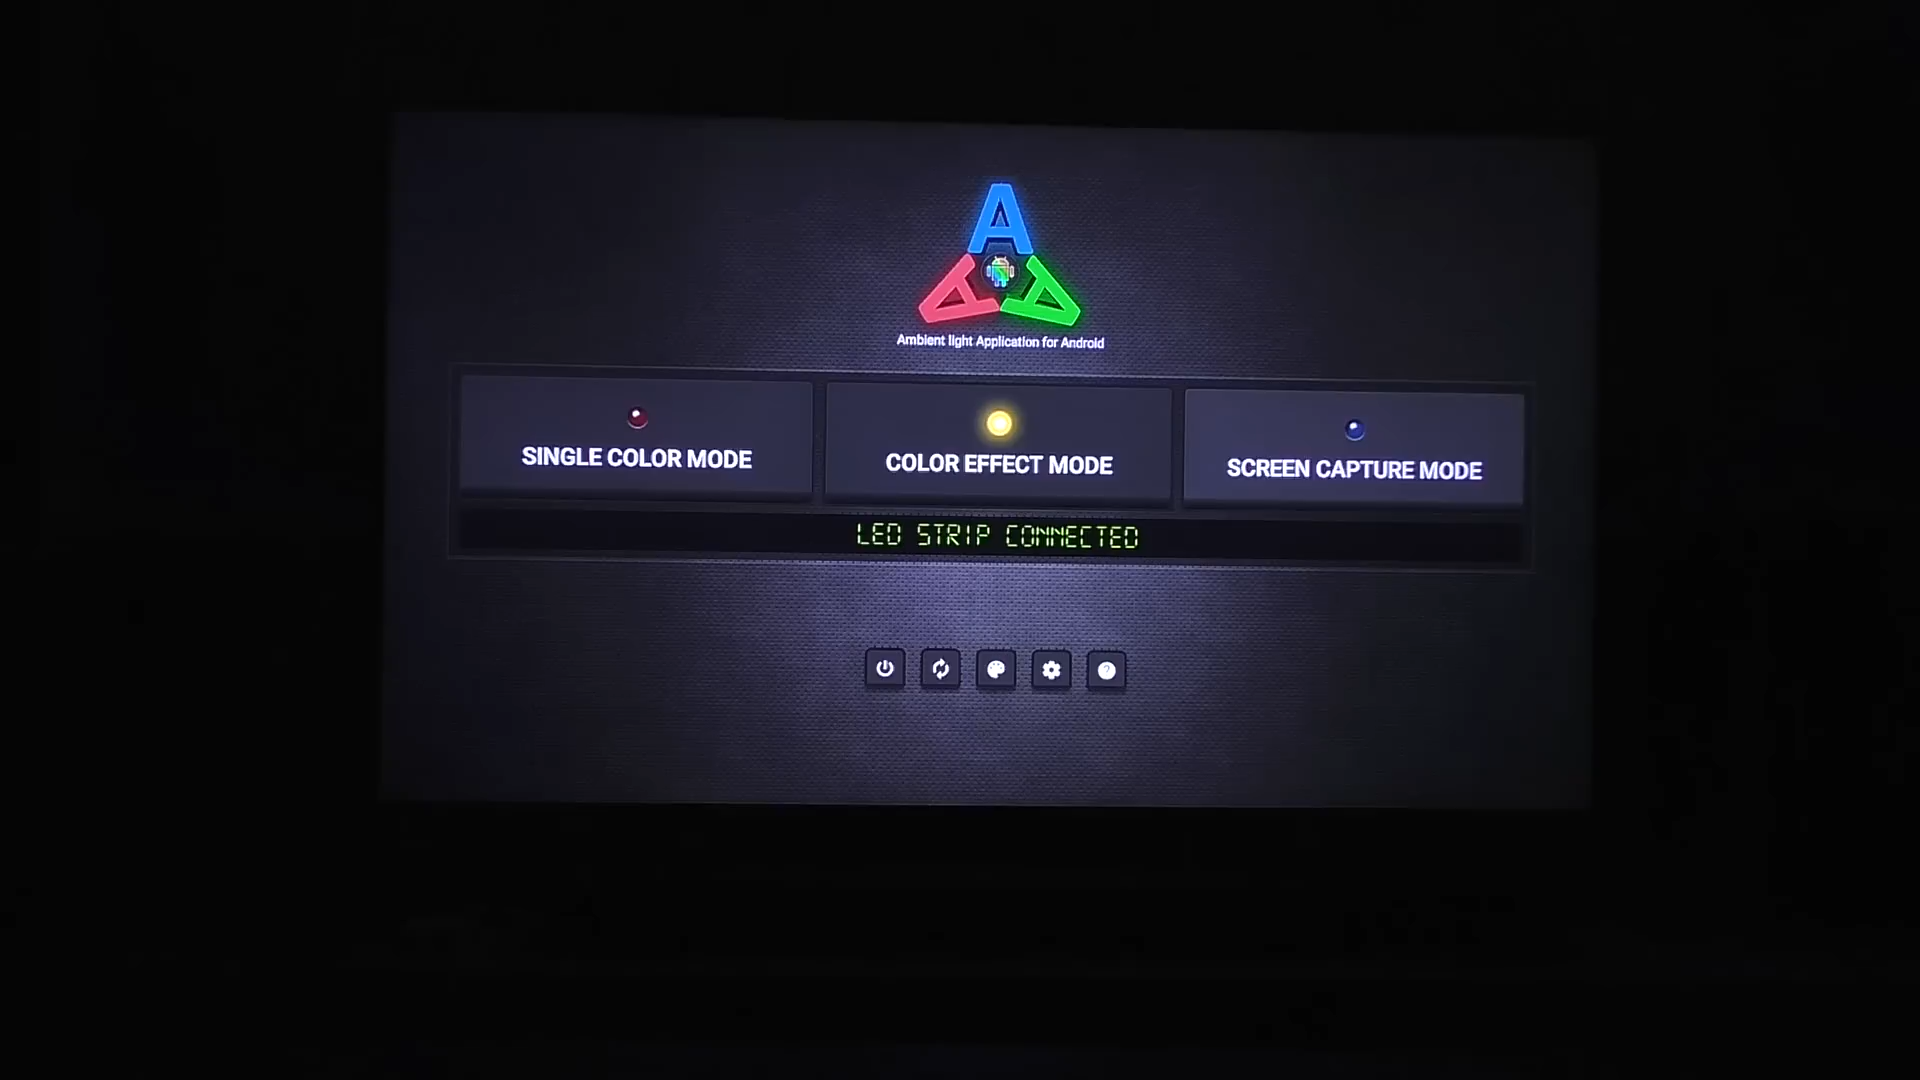 A
A A
Ambient light Application for Android
SINGLE COLOR MODE
COLOR EFFECT MODE
SCREEN CAPTURE MODE
LED STRIP CONNECTED
?